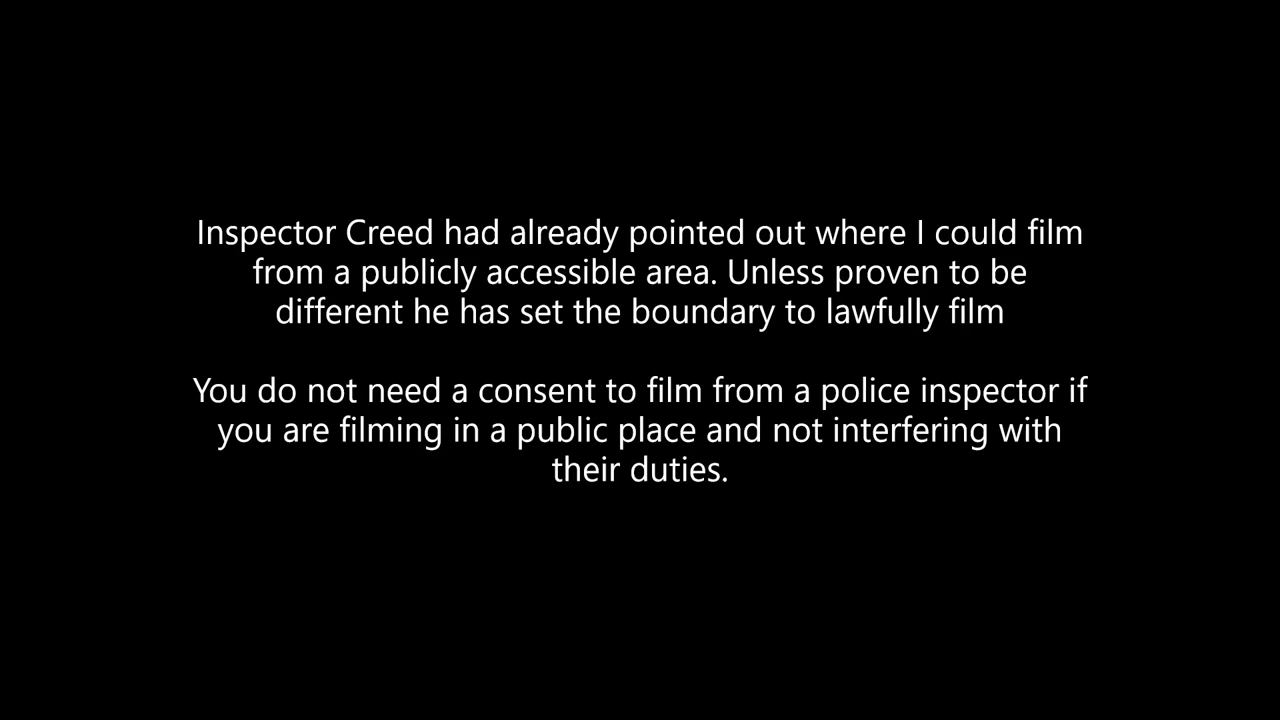 Inspector Creed had already pointed out where I could film
from a publicly accessible area. Unless proven to be
different he has set the boundary to lawfully film
You do not need a consent to film from a police inspector if
you are filming in a public place and not interfering with
their duties.